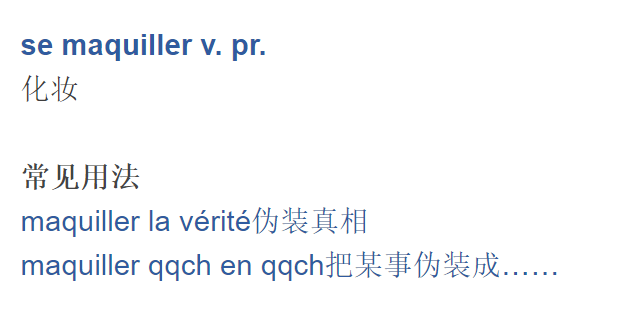 se maquiller v. pr.
化妆
常见用法
maquiller la vérité伪装真相
maquiller qqch en qqch把某事伪装成……